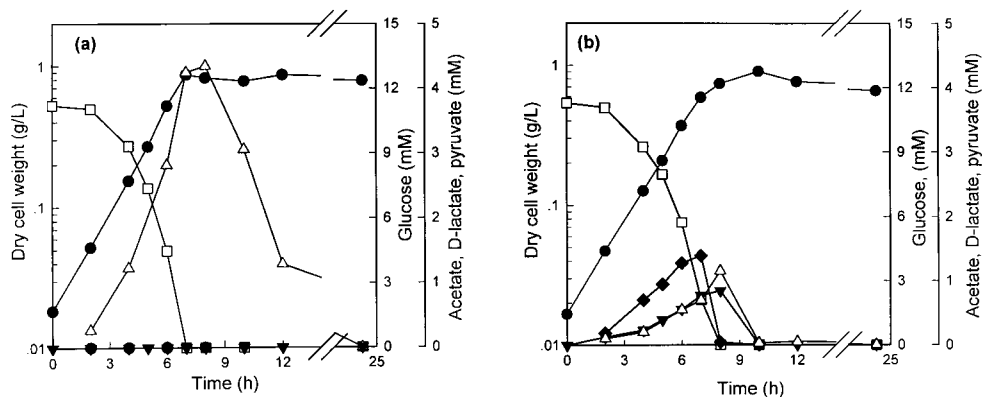 (a)
Dry cell weight (g/L)
1
.1
.01
0 3 6 9 12 25
Time (h)
15
12
9
6
3
0
Glucose (mM)
5
4
3
2
1
0
Acetate, D-lactate, pyruvate (mM)
(b)
Dry cell weight (g/L)
1
.1
.01
0 3 6 9 12 25
Time (h)
15
12
9
6
3
0
Glucose, (mM)
5
4
3
2
1
0
Acetate, D-lactate, pyruvate (mM)